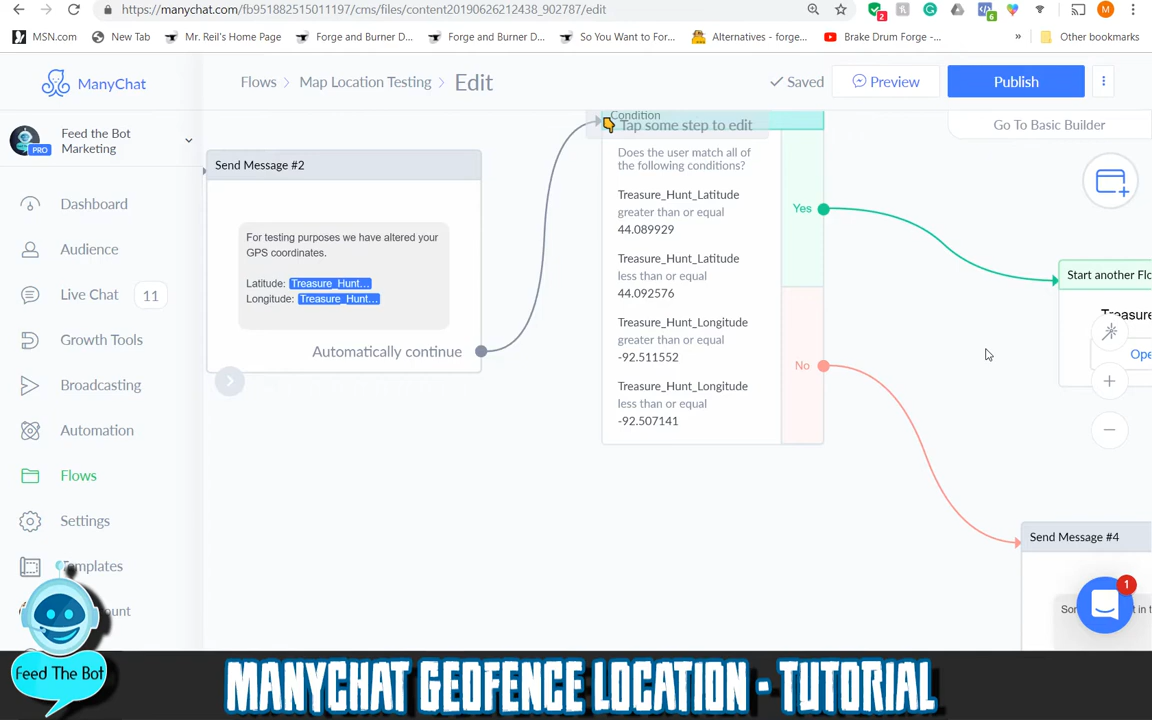 https://manychat.com/fb951882515011197/cms/files/content20190626212438_902787/edit
2
6
M
MSN.com
New Tab
Mr. Reil's Home Page
Forge and Burner D...
Forge and Burner D...
So You Want to For...
Alternatives - forge...
Brake Drum Forge -...
»
Other bookmarks
ManyChat
Flows
Map Location Testing
Edit
Saved
Preview
Publish
Go To Basic Builder
PRO
Feed the Bot
Marketing
Dashboard
Audience
Live Chat
11
Growth Tools
Broadcasting
Automation
Flows
Settings
Templates
ount
Send Message #2
For testing purposes we have altered your
GPS coordinates.
Latitude: Treasure_Hunt...
Longitude: Treasure_Hunt...
Automatically continue
Condition
Tap some step to edit
Does the user match all of
the following conditions?
Treasure_Hunt_Latitude
greater than or equal
44.089929
Treasure_Hunt_Latitude
less than or equal
44.092576
Treasure_Hunt_Longitude
greater than or equal
-92.511552
Treasure_Hunt_Longitude
less than or equal
-92.507141
Yes
No
Start another Flo
Treasure
Ope
Send Message #4
1
Feed The Bot
MANYCHAT GEOFENCE LOCATION - TUTORIAL